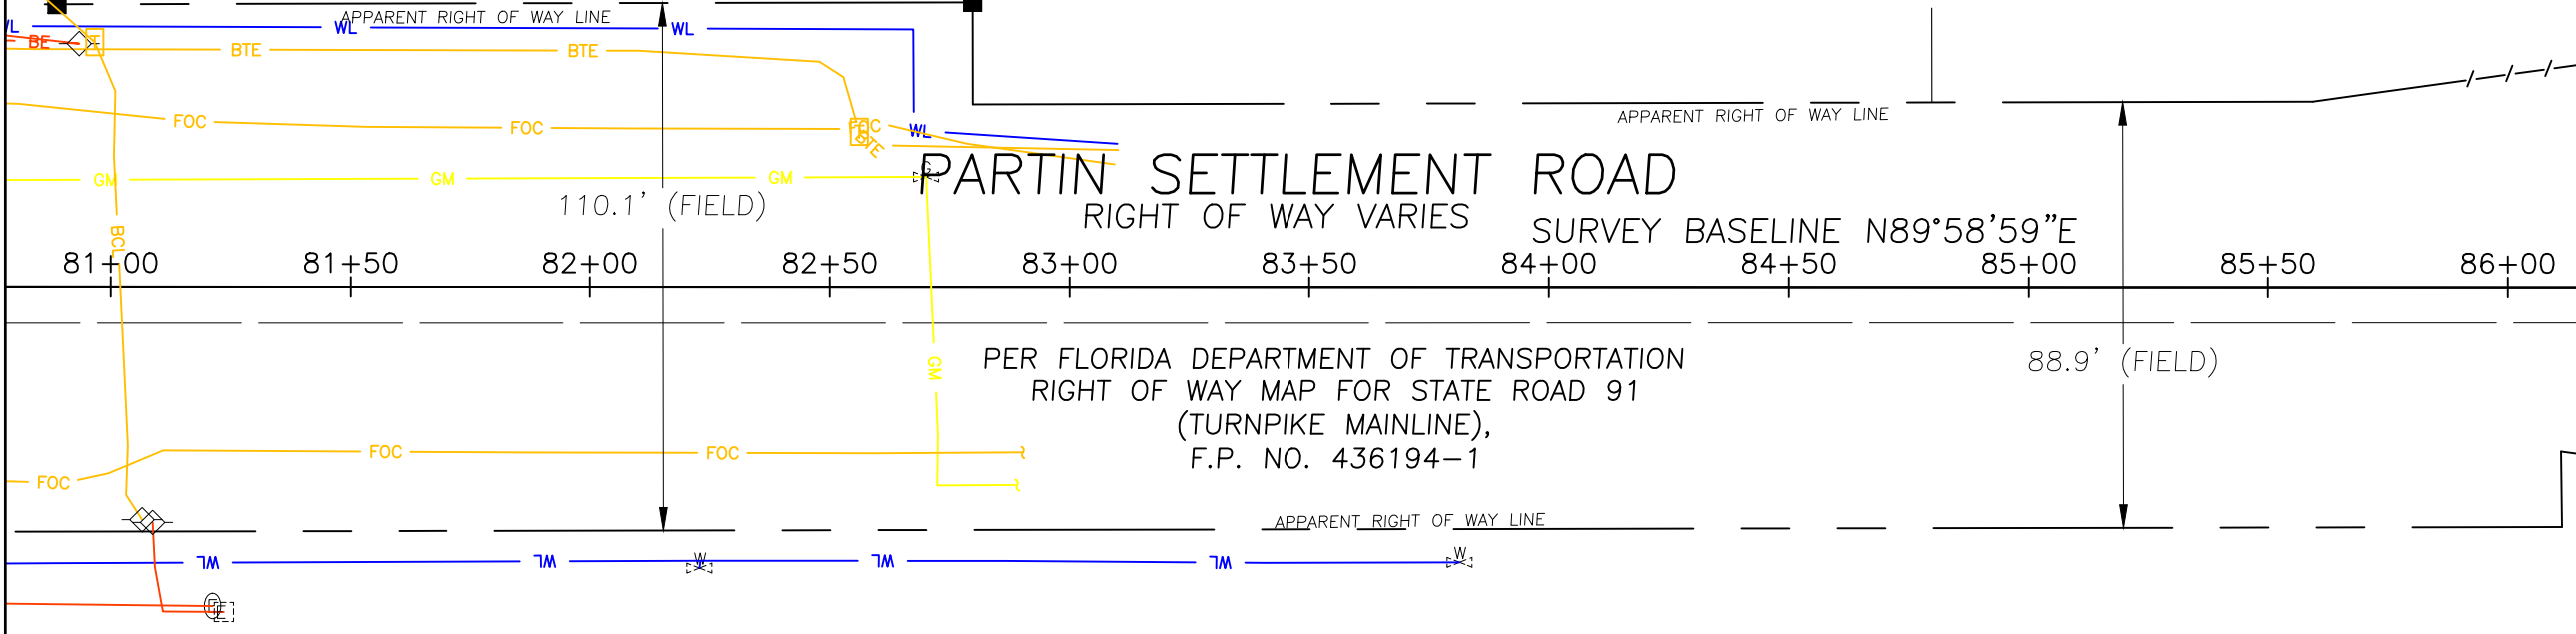 APPARENT RIGHT OF WAY LINE
WL WL WL
BE BTE BTE
FOC FOC FOC
WL
BTE
APPARENT RIGHT OF WAY LINE
GM GM GM
G
PARTIN SETTLEMENT ROAD
110.1' (FIELD)
RIGHT OF WAY VARIES
SURVEY BASELINE N89°58'59"E
BCL
81+00 81+50 82+00 82+50 83+00 83+50 84+00 84+50 85+00 85+50 86+00
GM
PER FLORIDA DEPARTMENT OF TRANSPORTATION
RIGHT OF WAY MAP FOR STATE ROAD 91
(TURNPIKE MAINLINE),
F.P. NO. 436194-1
88.9' (FIELD)
FOC FOC
FOC
APPARENT RIGHT OF WAY LINE
WL WL WL WL
W W
E